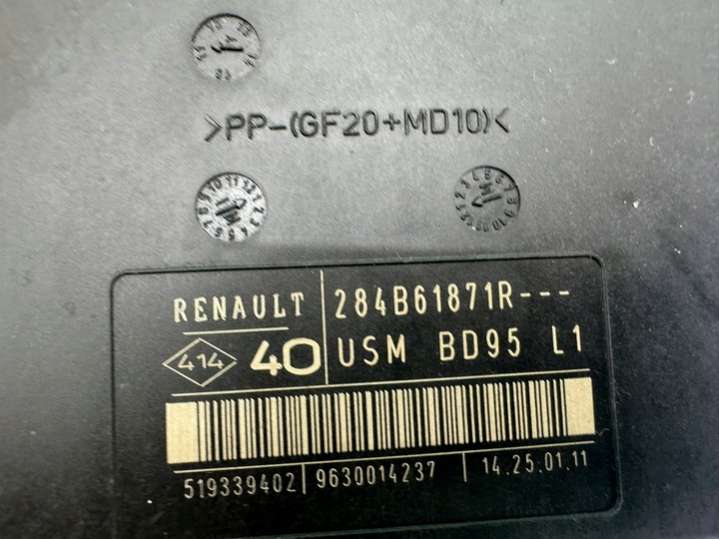 >PP-(GF20+MD10)<
RENAULT 284B61871R---
414 40 USM BD95 L1
519339402 9630014237 14.25.01.11